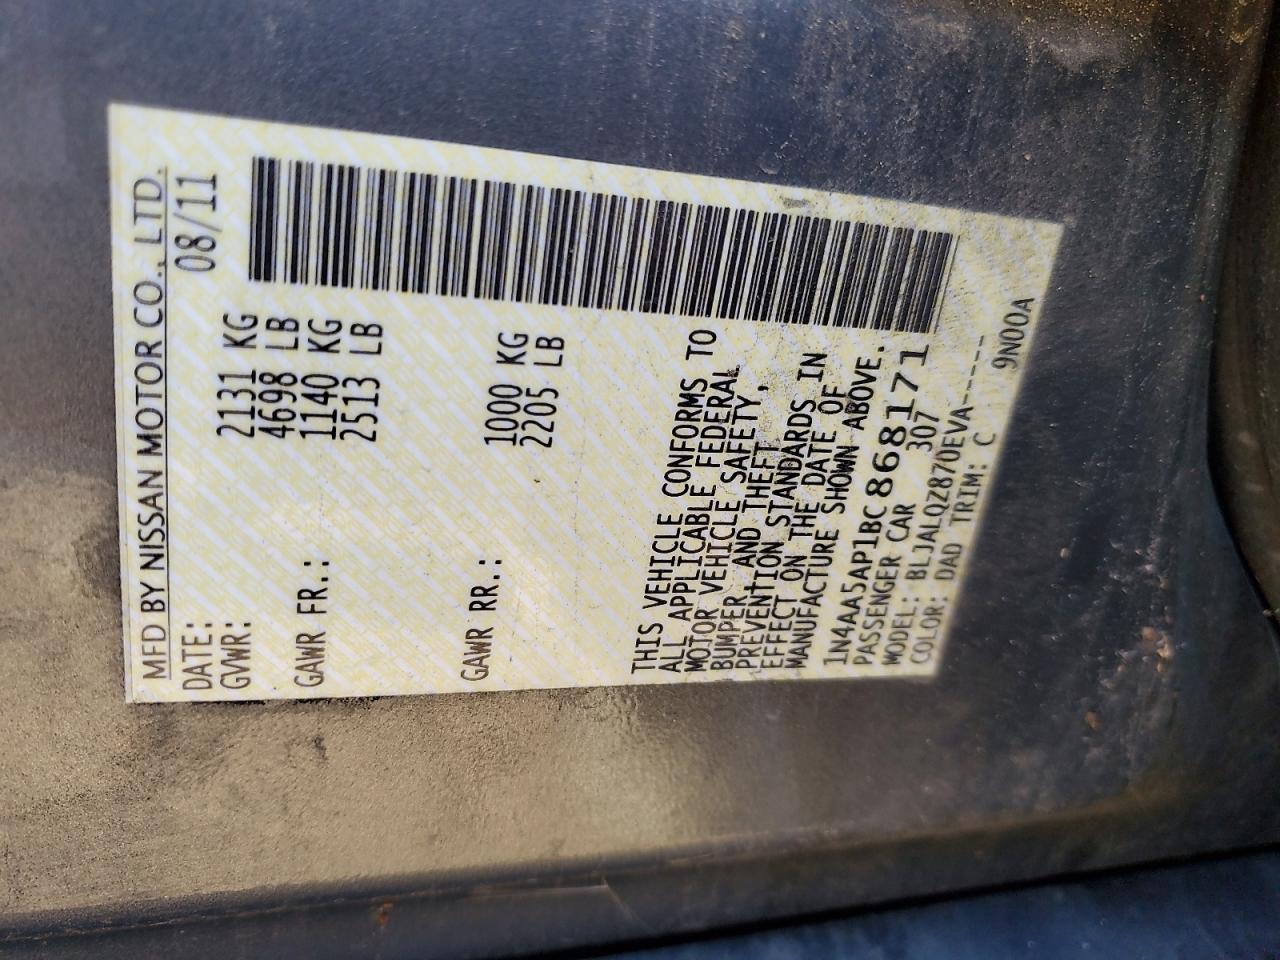 MFD BY NISSAN MOTOR CO., LTD.
DATE: 08/11
GVWR: 2131 KG
4698 LB
GAWR FR.: 1140 KG
2513 LB
GAWR RR.: 1000 KG
2205 LB
THIS VEHICLE CONFORMS TO
ALL APPLICABLE FEDERAL
MOTOR VEHICLE SAFETY,
BUMPER, AND THEFT
PREVENTION STANDARDS IN
EFFECT ON THE DATE OF
MANUFACTURE SHOWN ABOVE.
1N4AA5AP1BC868171
PASSENGER CAR 307
MODEL: BLJALQZ870EVA-----
COLOR: DAD TRIM: C 9N00A